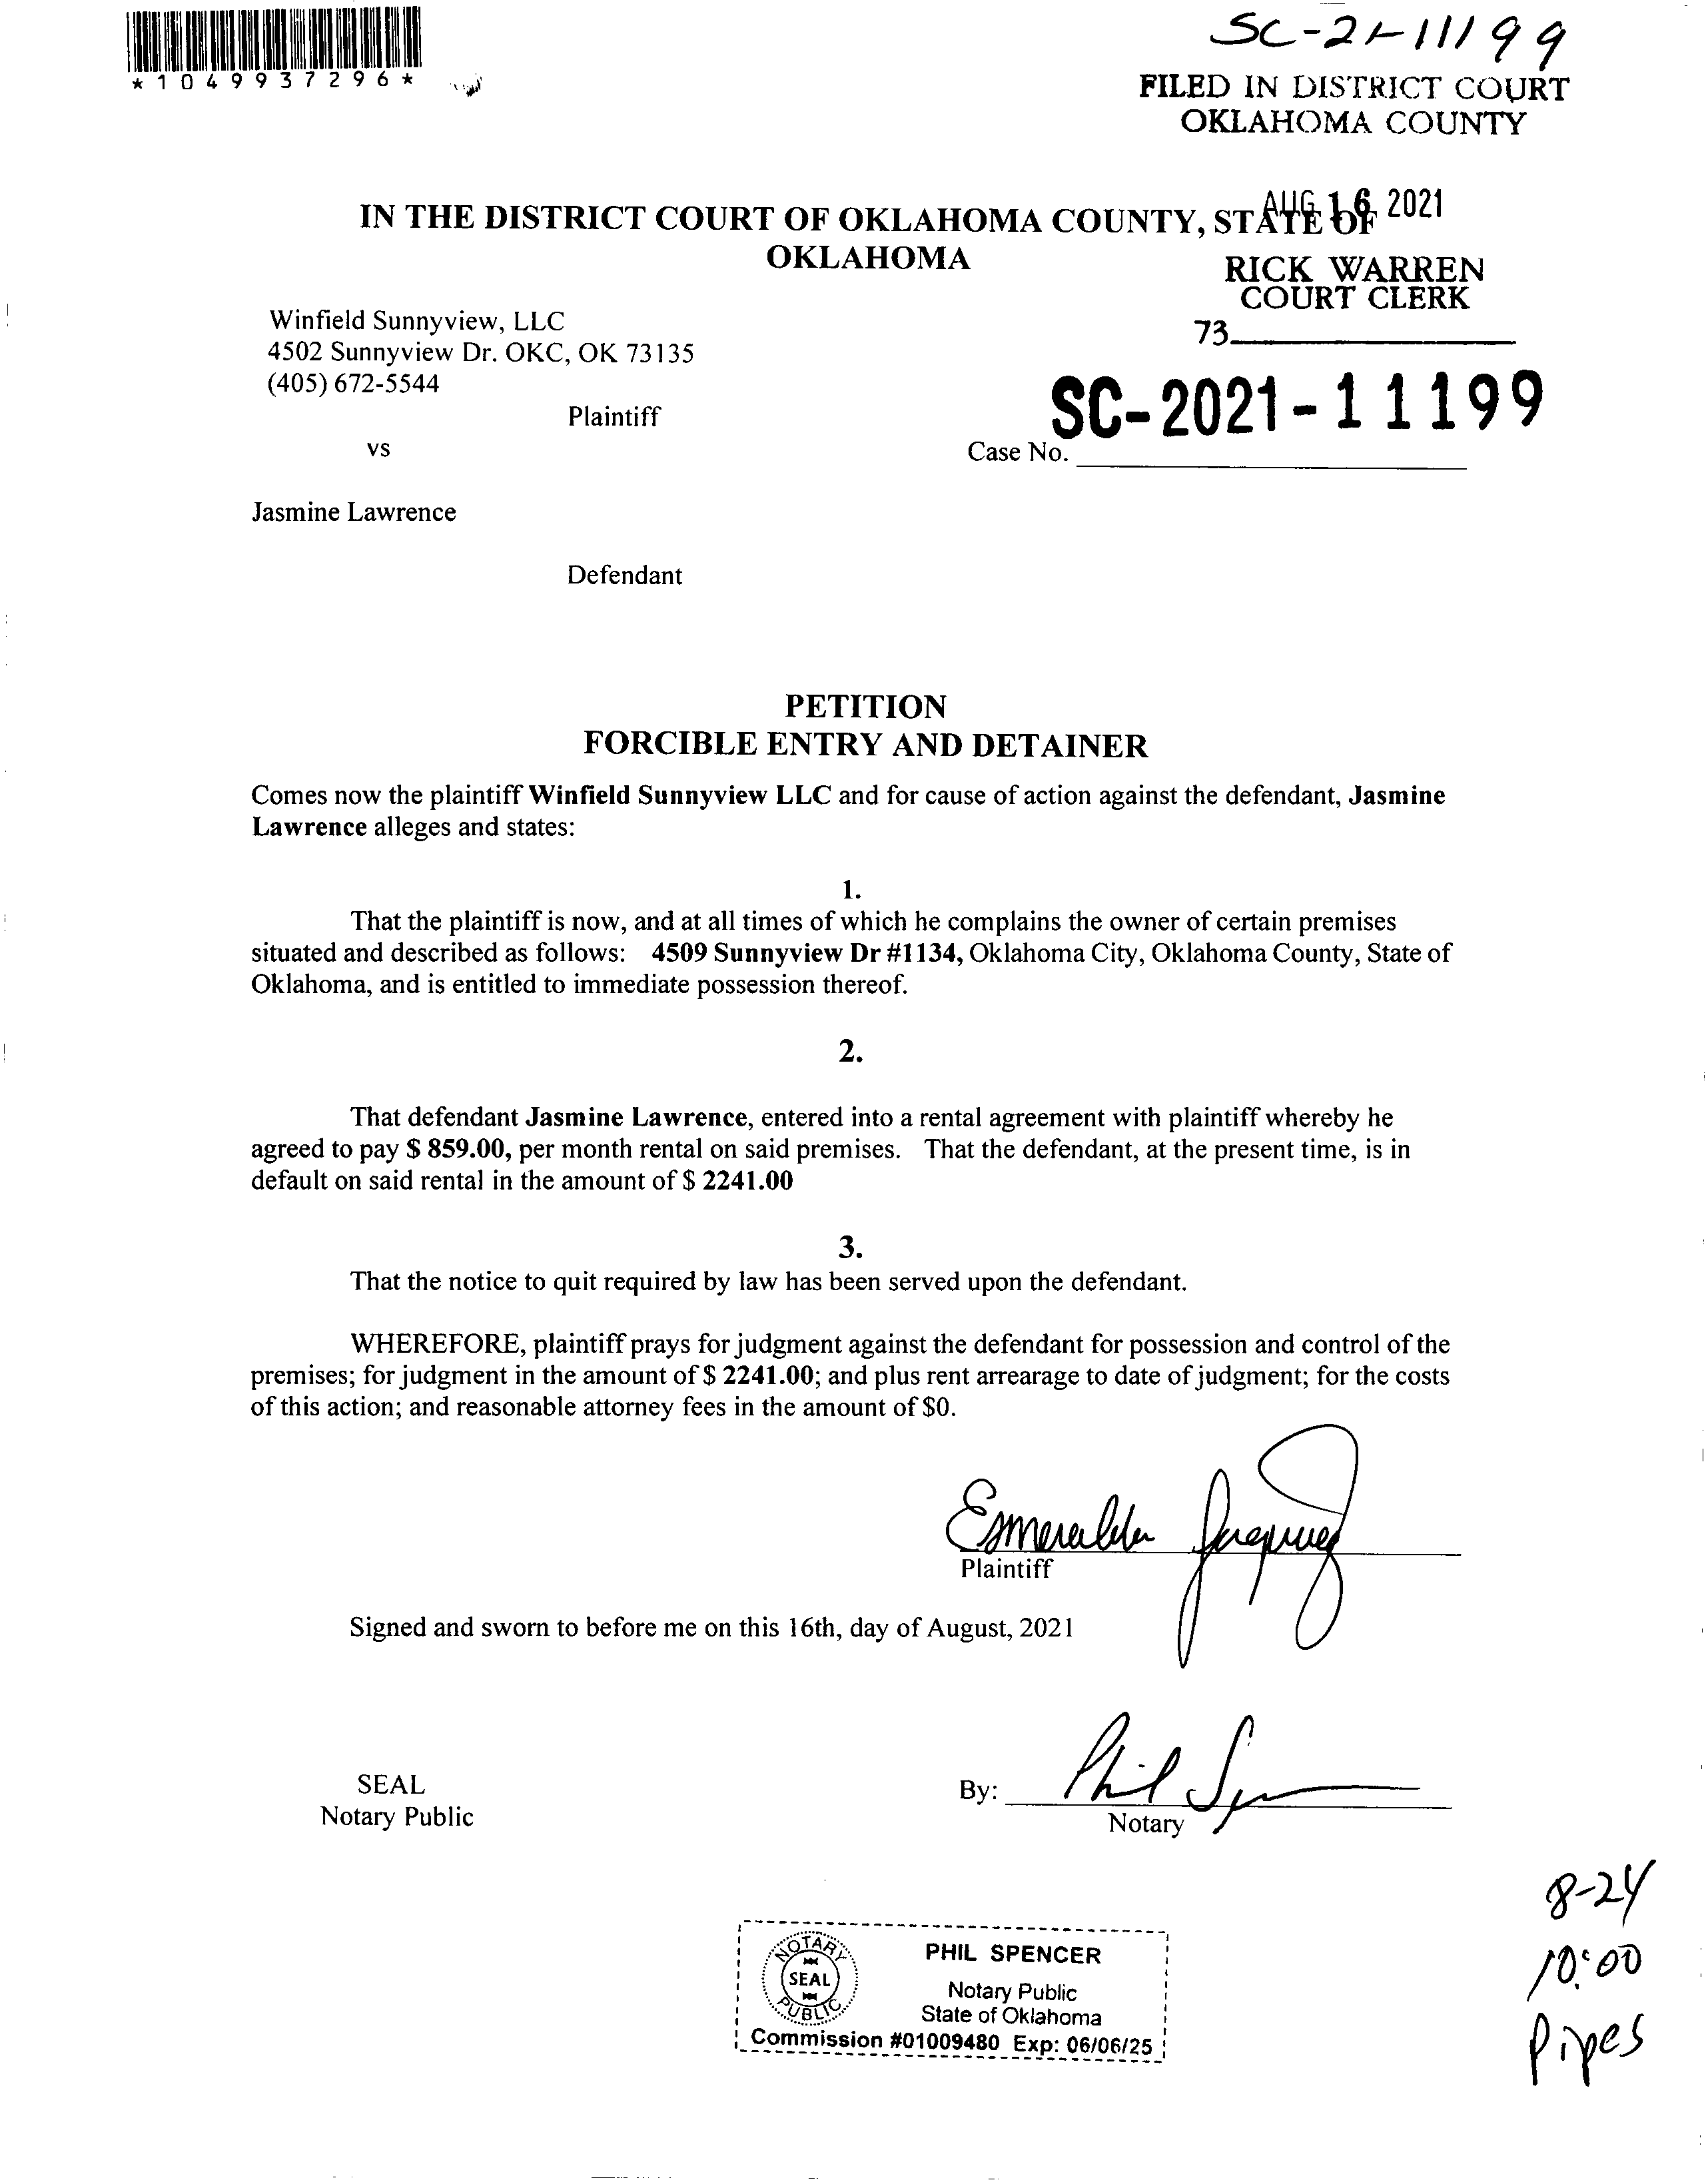 SC-21-11199
*1049937296*
FILED IN DISTRICT COURT
OKLAHOMA COUNTY
AUG 16 2021
IN THE DISTRICT COURT OF OKLAHOMA COUNTY, STATE OF
OKLAHOMA
RICK WARREN
COURT CLERK
73
Winfield Sunnyview, LLC
4502 Sunnyview Dr. OKC, OK 73135
(405) 672-5544
Plaintiff
SC-2021-11199
vs
Case No.
Jasmine Lawrence
Defendant
PETITION
FORCIBLE ENTRY AND DETAINER
Comes now the plaintiff Winfield Sunnyview LLC and for cause of action against the defendant, Jasmine
Lawrence alleges and states:
1.
That the plaintiff is now, and at all times of which he complains the owner of certain premises
situated and described as follows: 4509 Sunnyview Dr #1134, Oklahoma City, Oklahoma County, State of
Oklahoma, and is entitled to immediate possession thereof.
2.
That defendant Jasmine Lawrence, entered into a rental agreement with plaintiff whereby he
agreed to pay $ 859.00, per month rental on said premises. That the defendant, at the present time, is in
default on said rental in the amount of $ 2241.00
3.
That the notice to quit required by law has been served upon the defendant.
WHEREFORE, plaintiff prays for judgment against the defendant for possession and control of the
premises; for judgment in the amount of $ 2241.00; and plus rent arrearage to date of judgment; for the costs
of this action; and reasonable attorney fees in the amount of $0.
Esmeralda
Plaintiff
Signed and sworn to before me on this 16th, day of August, 2021
SEAL
Notary Public
By: Phil Spencer
Notary
8-24
10:00
Pipes
NOTARY
SEAL
PUBLIC
PHIL SPENCER
Notary Public
State of Oklahoma
Commission #01009480 Exp: 06/06/25